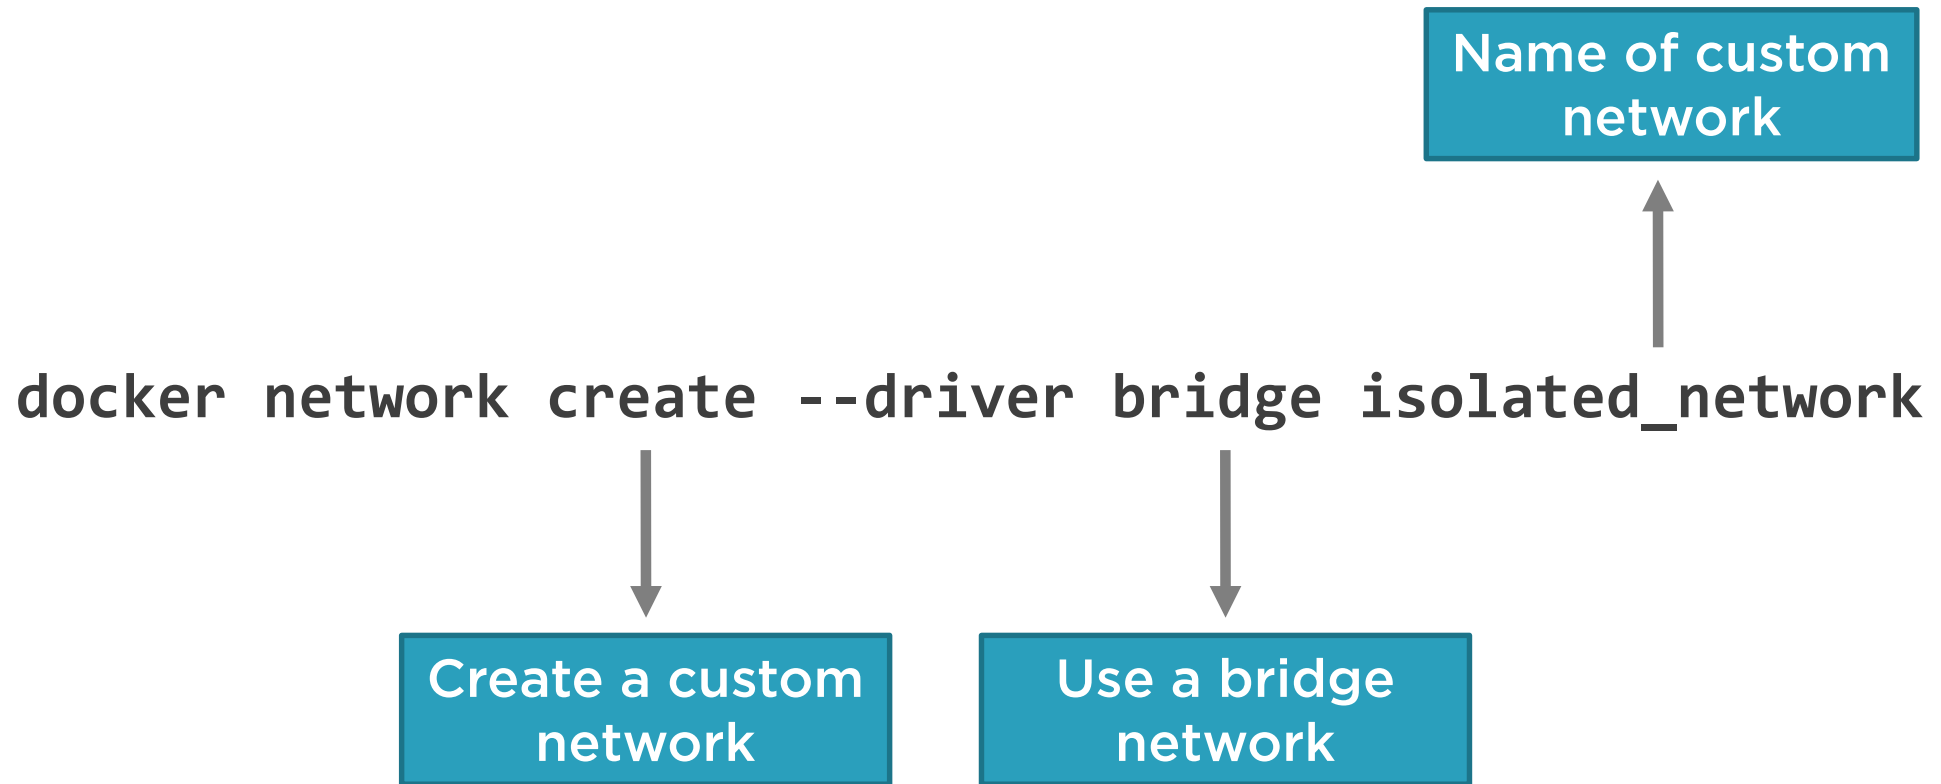 Name of custom
network
docker network create --driver bridge isolated_network
Create a custom
network
Use a bridge
network